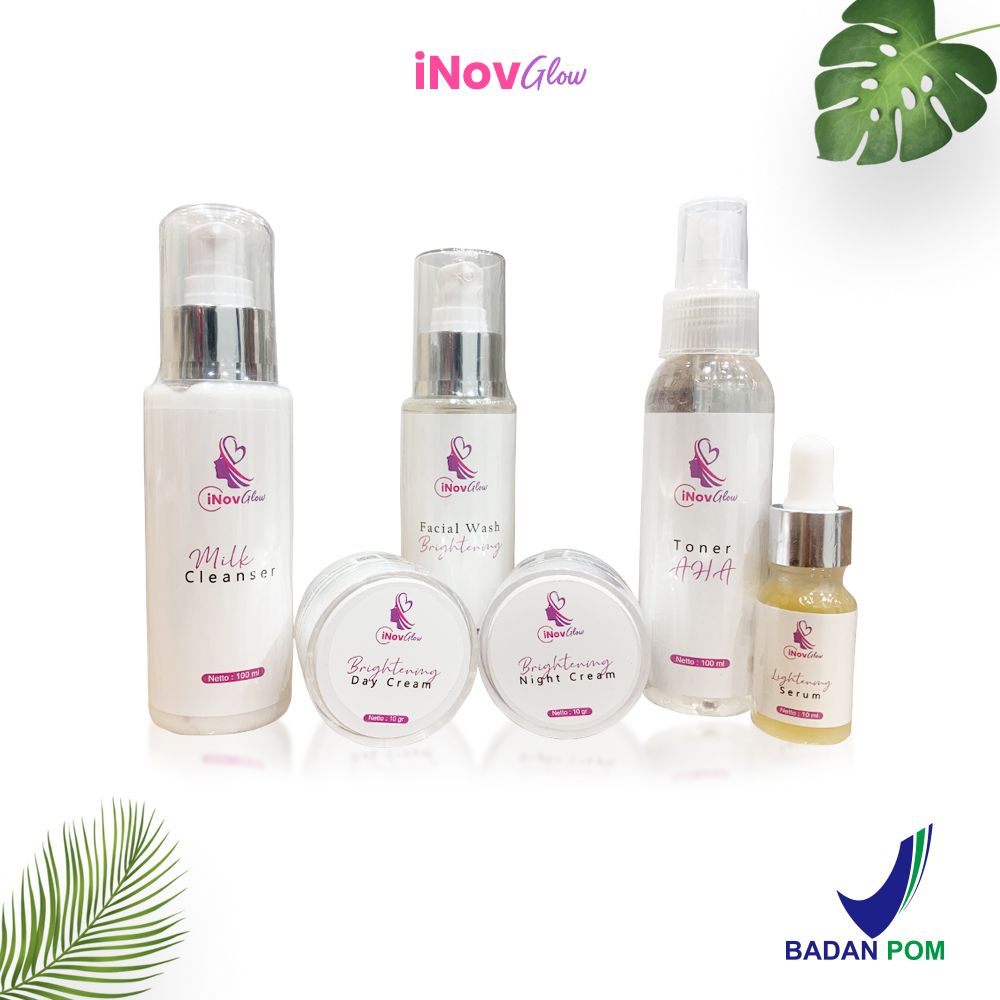 iNovGlow
iNovGlow
Milk
Cleanser
Netto : 100 ml
iNovGlow
Facial Wash
Brightening
iNovGlow
Toner
AHA
Netto : 100 ml
iNovGlow
Brightening
Day Cream
Netto : 10 gr
iNovGlow
Brightening
Night Cream
Netto : 10 gr
iNovGlow
Lightening
Serum
Netto : 10 ml
BADAN POM